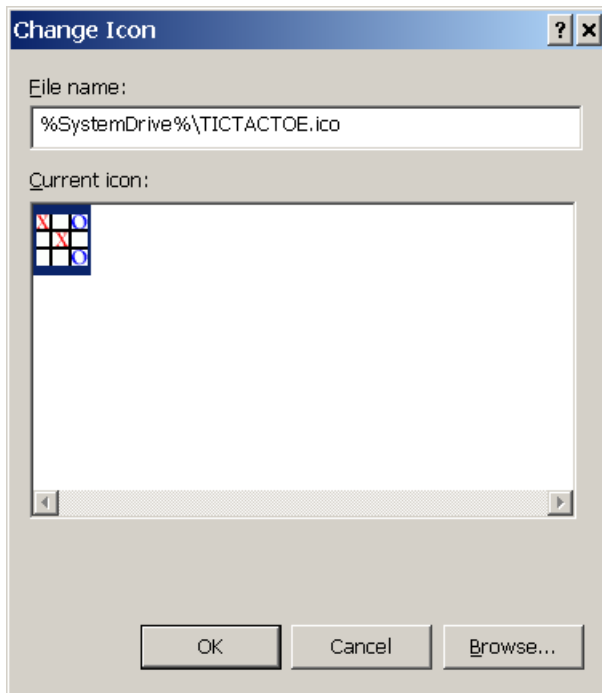 Change Icon
File name:
%SystemDrive%\TICTACTOE.ico
Current icon:
X O
X
O
OK Cancel Browse...